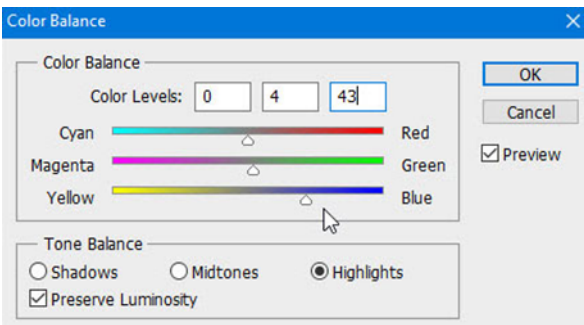 Color Balance
Color Balance
Color Levels: 0 4 43
Cyan Red
Magenta Green
Yellow Blue
Tone Balance
Shadows Midtones Highlights
Preserve Luminosity
OK
Cancel
Preview